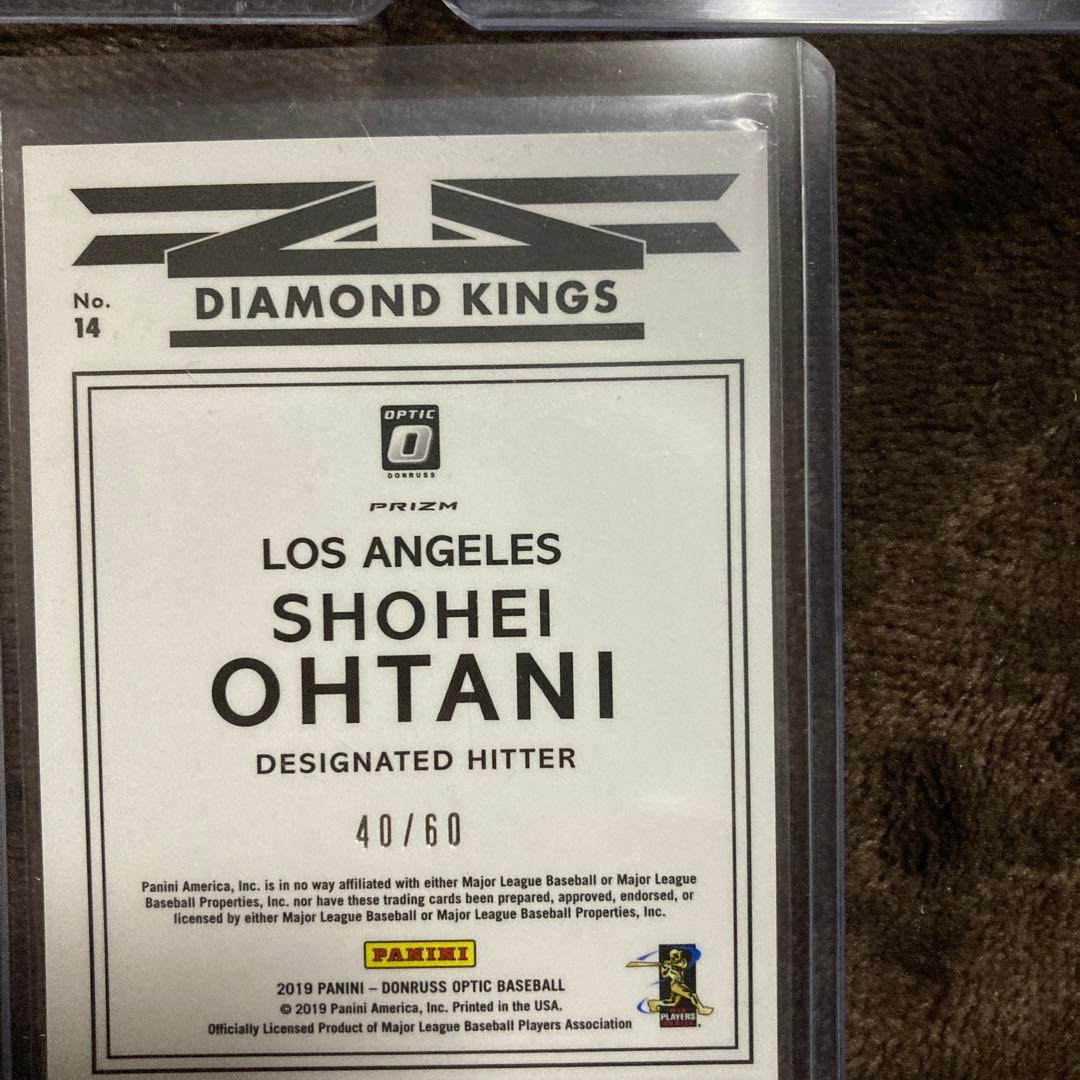 DIAMOND KINGS
No.
14
OPTIC
O
DONRUSS
PRIZM
LOS ANGELES
SHOHEI
OHTANI
DESIGNATED HITTER
40/60
Panini America, Inc. is in no way affiliated with either Major League Baseball or Major League
Baseball Properties, Inc. nor have these trading cards been prepared, approved, endorsed, or
licensed by either Major League Baseball or Major League Baseball Properties, Inc.
PANINI
2019 PANINI – DONRUSS OPTIC BASEBALL
© 2019 Panini America, Inc. Printed in the USA.
Officially Licensed Product of Major League Baseball Players Association
PLAYERS